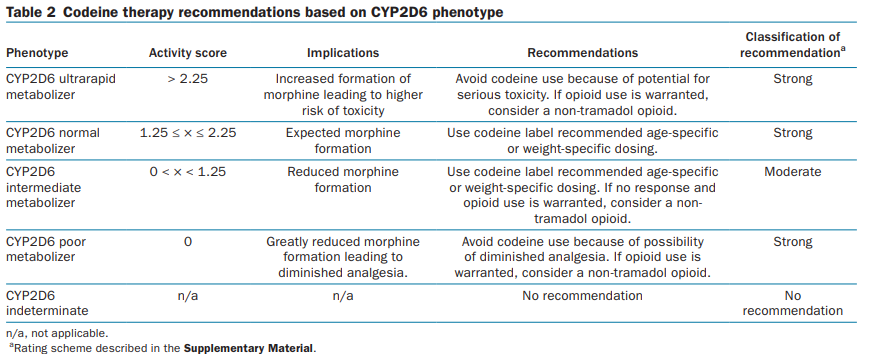 Table 2 Codeine therapy recommendations based on CYP2D6 phenotype
Phenotype Activity score Implications Recommendations Classification of recommendationᵃ
CYP2D6 ultrarapid metabolizer > 2.25 Increased formation of morphine leading to higher risk of toxicity Avoid codeine use because of potential for serious toxicity. If opioid use is warranted, consider a non-tramadol opioid. Strong
CYP2D6 normal metabolizer 1.25 ≤ x ≤ 2.25 Expected morphine formation Use codeine label recommended age-specific or weight-specific dosing. Strong
CYP2D6 intermediate metabolizer 0 < x < 1.25 Reduced morphine formation Use codeine label recommended age-specific or weight-specific dosing. If no response and opioid use is warranted, consider a non-tramadol opioid. Moderate
CYP2D6 poor metabolizer 0 Greatly reduced morphine formation leading to diminished analgesia. Avoid codeine use because of possibility of diminished analgesia. If opioid use is warranted, consider a non-tramadol opioid. Strong
CYP2D6 indeterminate n/a n/a No recommendation No recommendation
n/a, not applicable.
ᵃRating scheme described in the Supplementary Material.